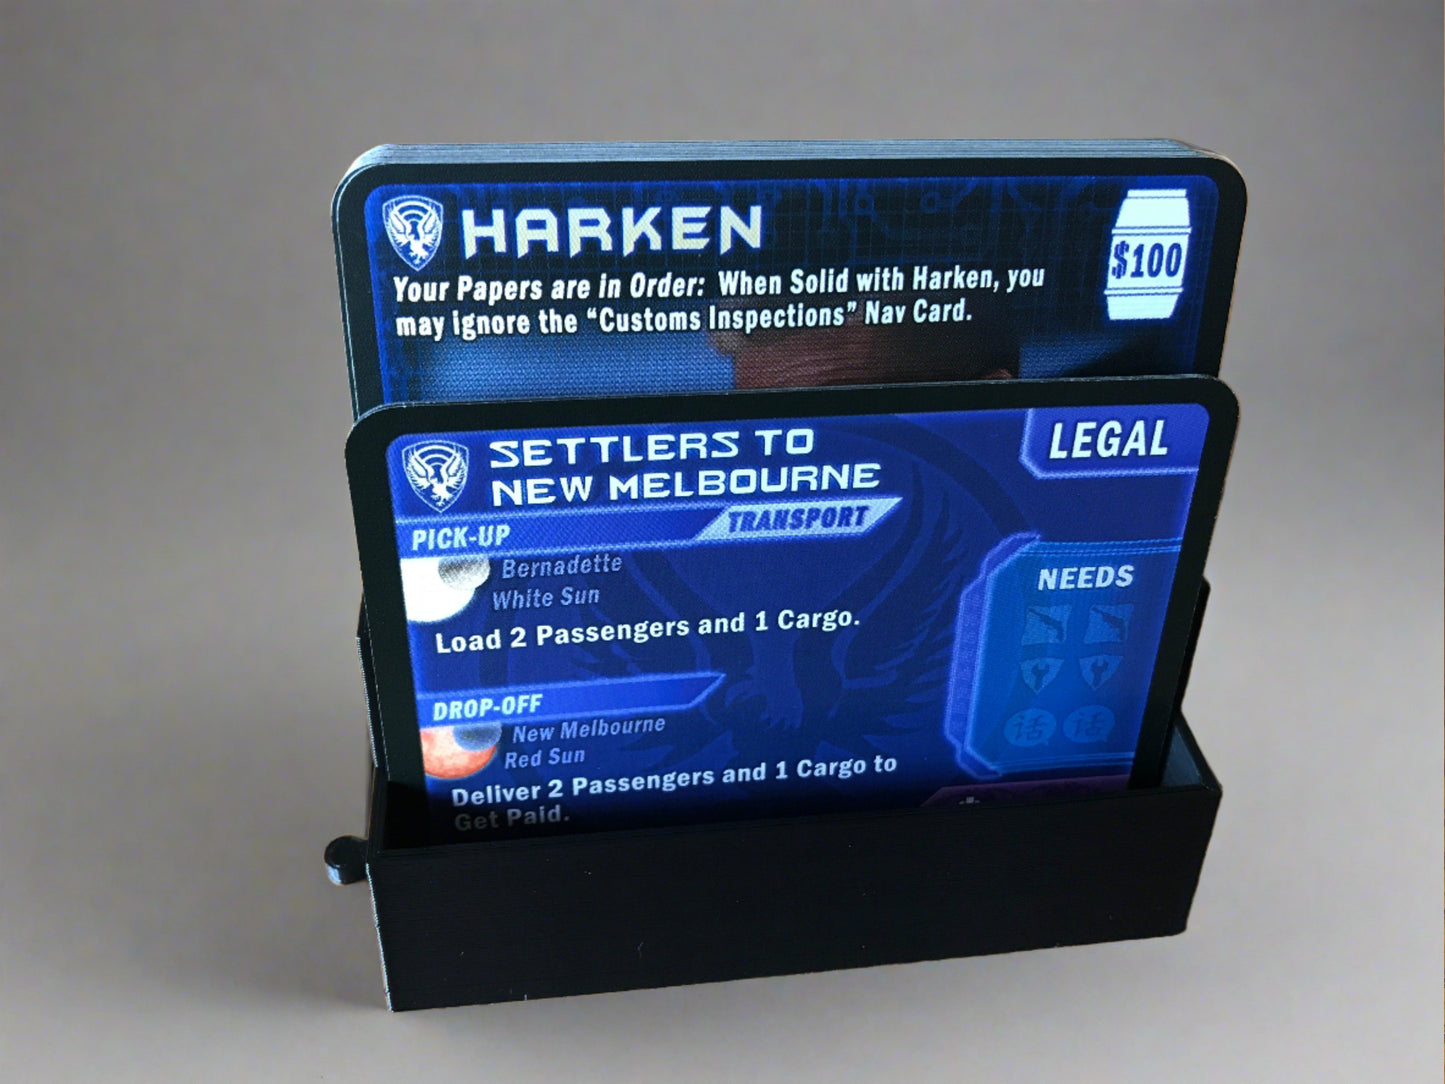 HARKEN
$100
Your Papers are in Order: When Solid with Harken, you
may ignore the “Customs Inspections” Nav Card.
SETTLERS TO
NEW MELBOURNE
LEGAL
TRANSPORT
PICK-UP
Bernadette
White Sun
Load 2 Passengers and 1 Cargo.
NEEDS
话 话
DROP-OFF
New Melbourne
Red Sun
Deliver 2 Passengers and 1 Cargo to
Get Paid.